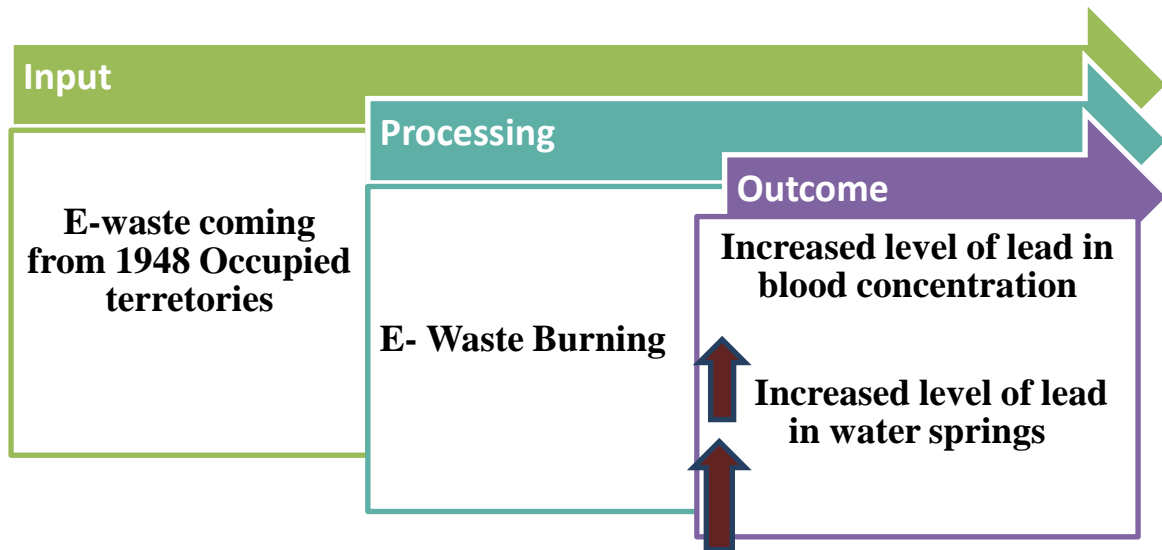 Input
E-waste coming
from 1948 Occupied
terretories
Processing
E- Waste Burning
Outcome
Increased level of lead in
blood concentration
Increased level of lead
in water springs